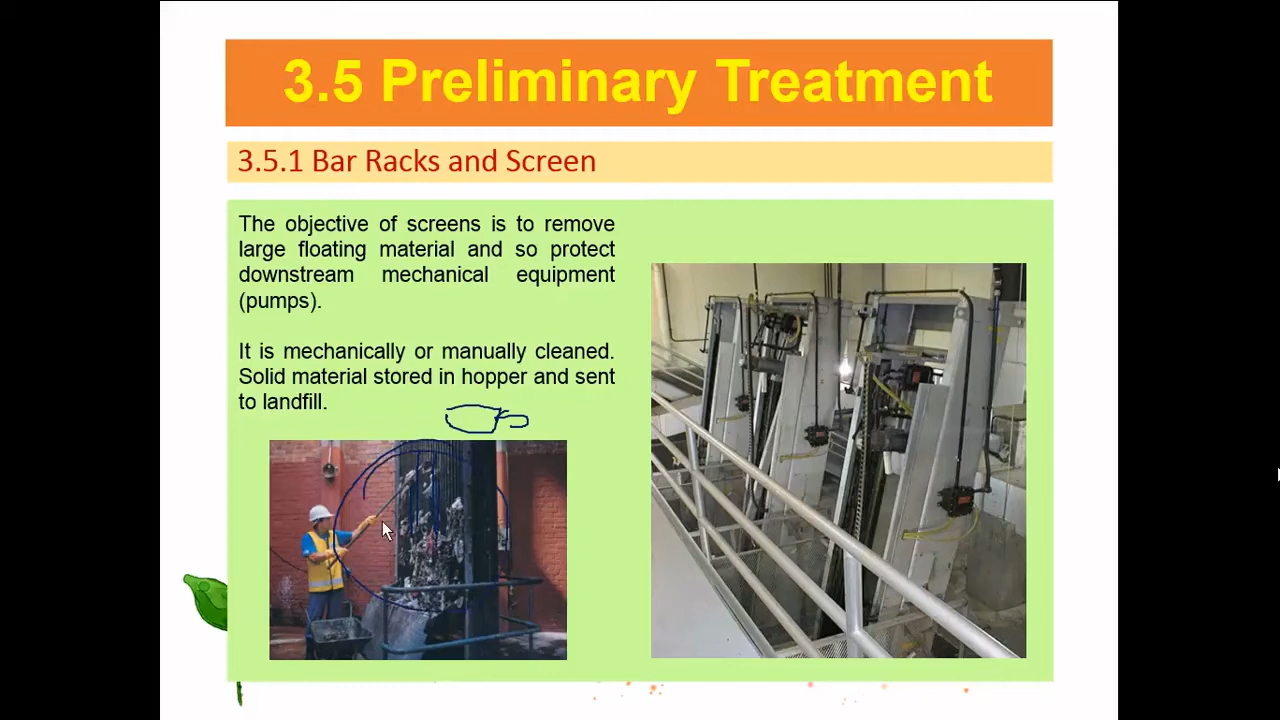 3.5 Preliminary Treatment
3.5.1 Bar Racks and Screen
The objective of screens is to remove
large floating material and so protect
downstream mechanical equipment
(pumps).
It is mechanically or manually cleaned.
Solid material stored in hopper and sent
to landfill.